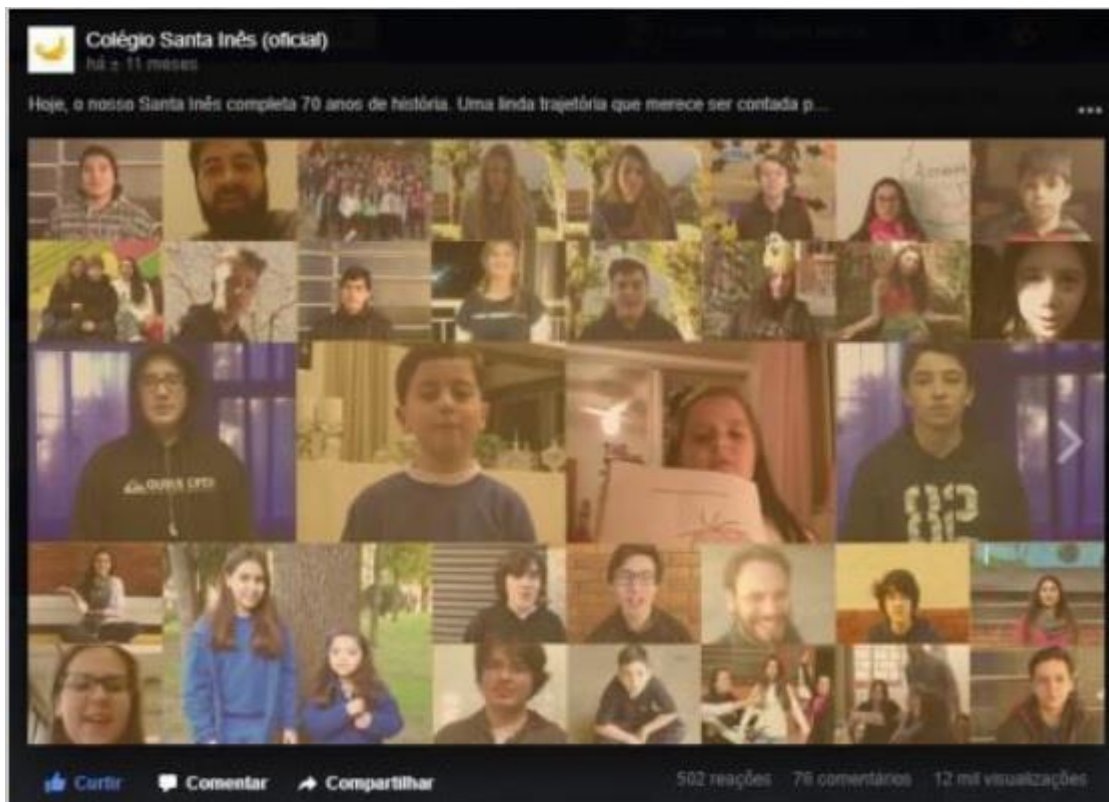 Colégio Santa Inês (oficial)
há ± 11 meses
Hoje, o nosso Santa Inês completa 70 anos de história. Uma linda trajetória que merece ser contada p...
Curtir Comentar Compartilhar 502 reações 76 comentários 12 mil visualizações